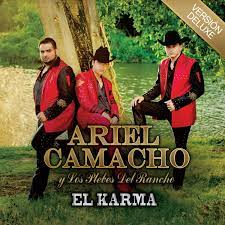 VERSION
DELUXE
ARIEL
CAMACHO
y Los Plebes Del Rancho
EL KARMA